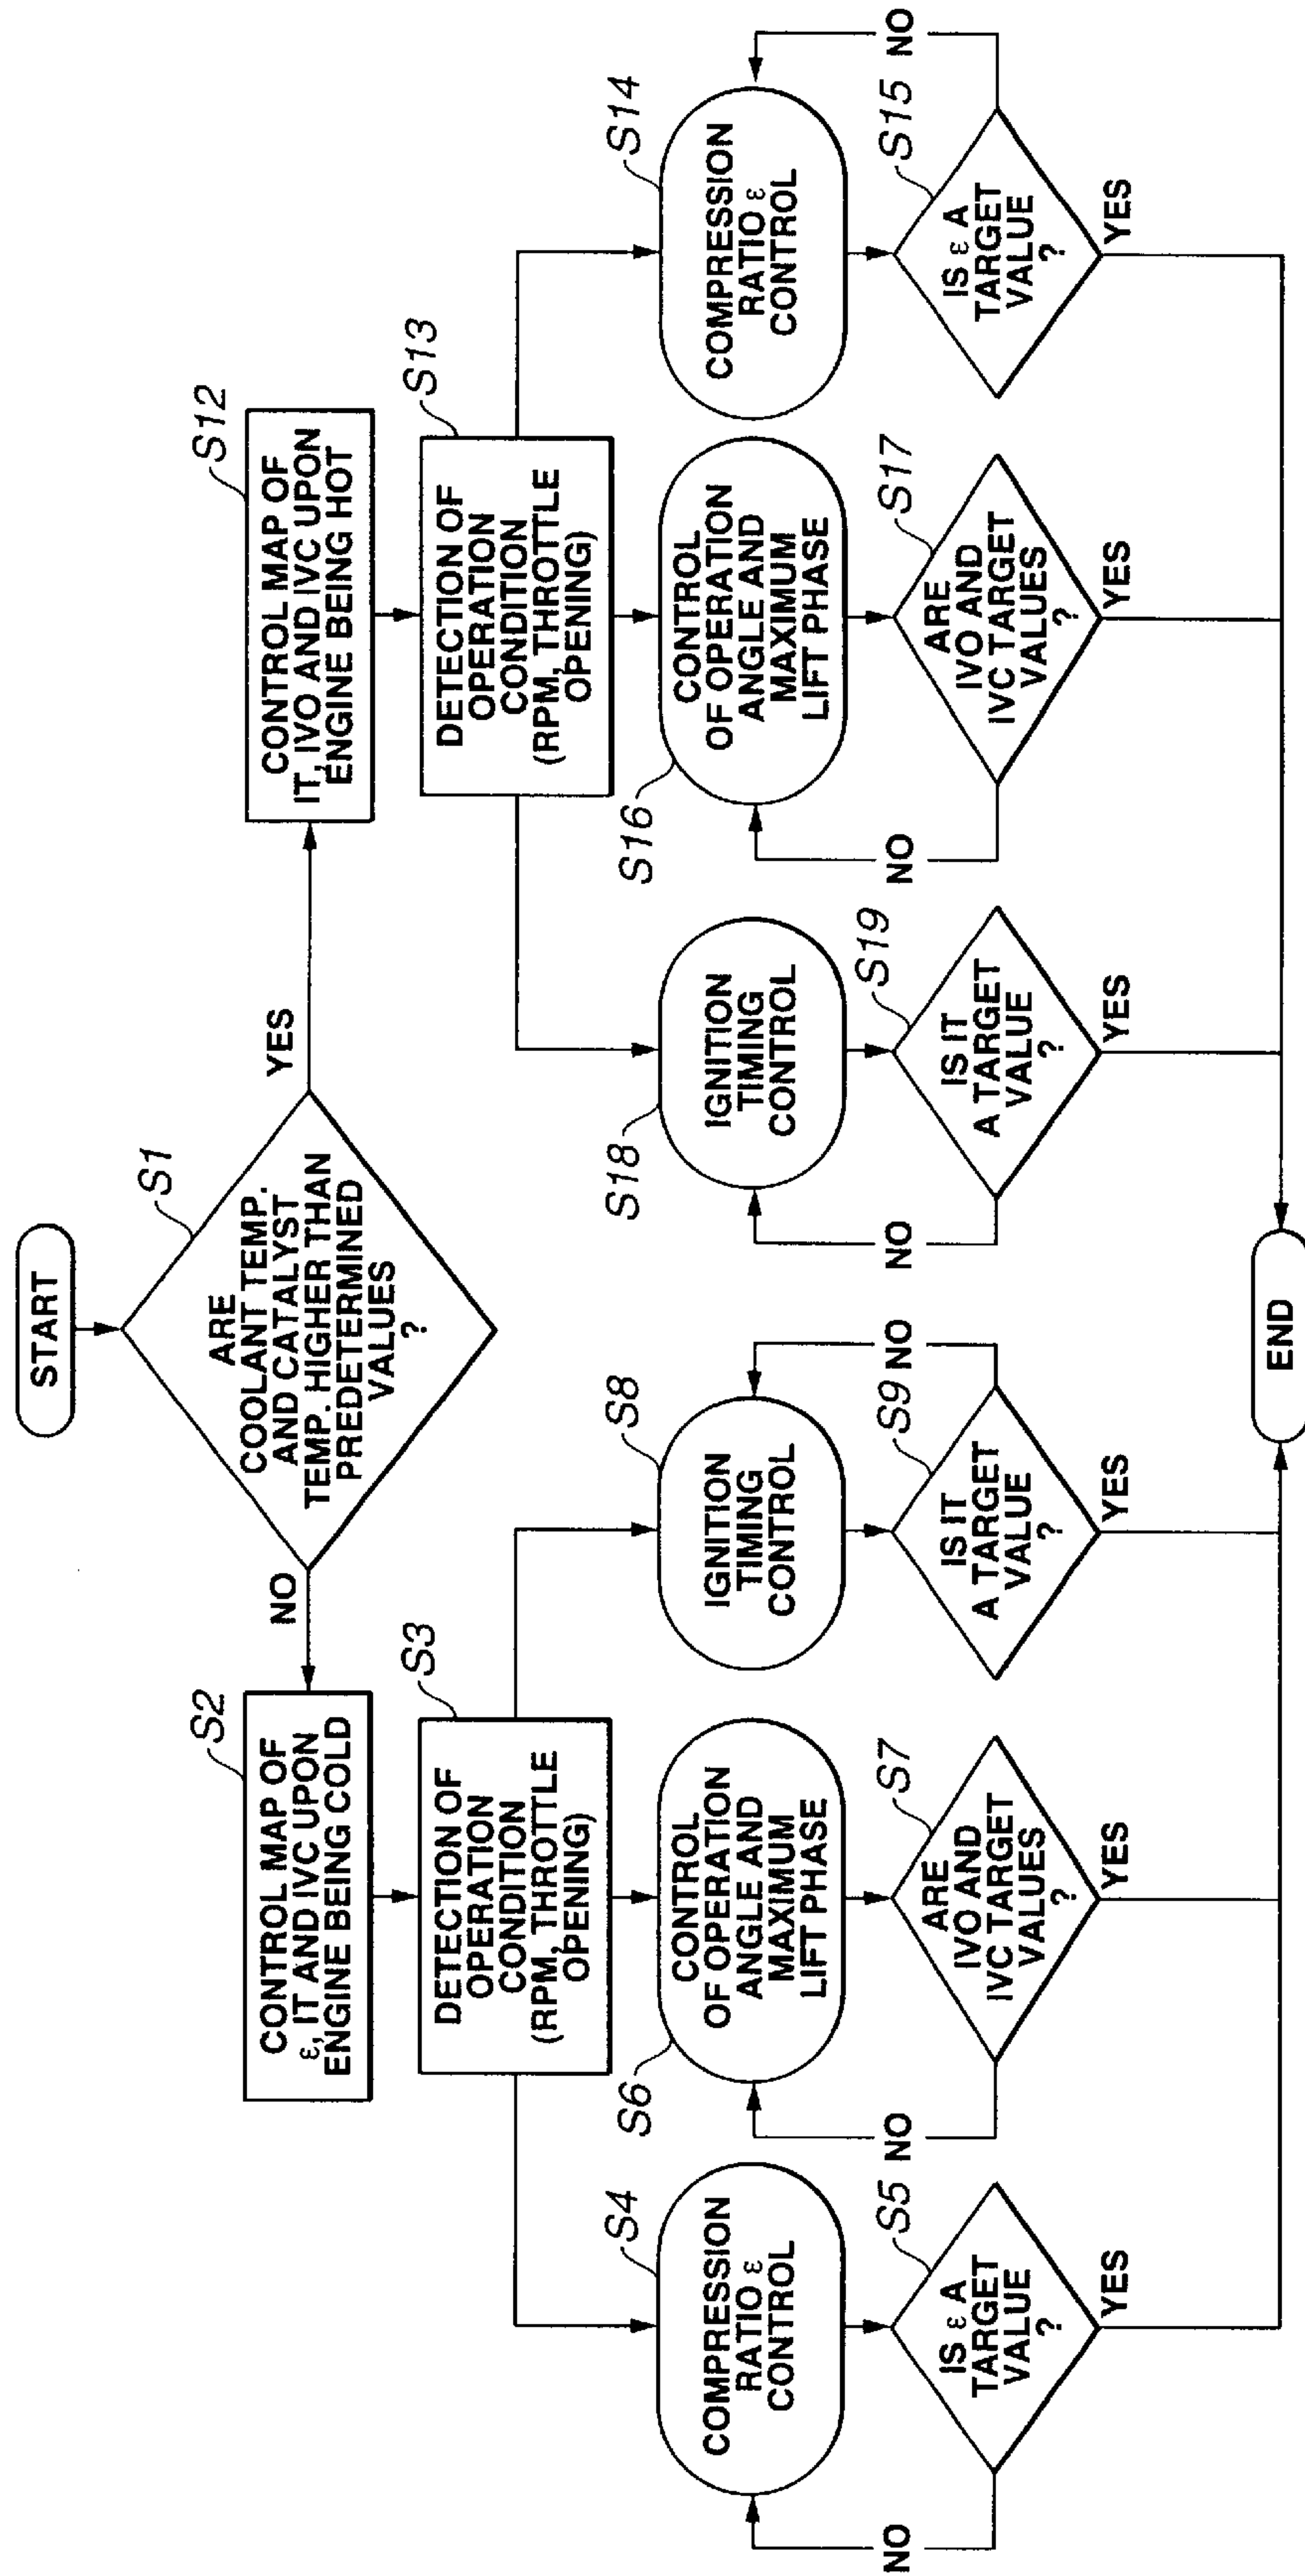 START
ARE
COOLANT TEMP.
AND CATALYST
TEMP. HIGHER THAN
PREDETERMINED
VALUES
?
S1
NO
YES
CONTROL MAP OF
ε, IT AND IVC UPON
ENGINE BEING COLD
S2
CONTROL MAP OF
IT, IVO AND IVC UPON
ENGINE BEING HOT
S12
DETECTION OF
OPERATION
CONDITION
(RPM, THROTTLE
OPENING)
S3
DETECTION OF
OPERATION
CONDITION
(RPM, THROTTLE
OPENING)
S13
COMPRESSION
RATIO ε
CONTROL
S4
CONTROL
OF OPERATION
ANGLE AND
MAXIMUM
LIFT PHASE
S6
IGNITION
TIMING
CONTROL
S8
IGNITION
TIMING
CONTROL
S18
CONTROL
OF OPERATION
ANGLE AND
MAXIMUM
LIFT PHASE
S16
COMPRESSION
RATIO ε
CONTROL
S14
NO
IS ε A
TARGET
VALUE
?
S5
YES
NO
ARE
IVO AND
IVC TARGET
VALUES
?
S7
YES
IS IT
A TARGET
VALUE
?
S9
NO
YES
NO
IS IT
A TARGET
VALUE
?
S19
YES
NO
ARE
IVO AND
IVC TARGET
VALUES
?
S17
YES
IS ε A
TARGET
VALUE
?
S15
NO
YES
END